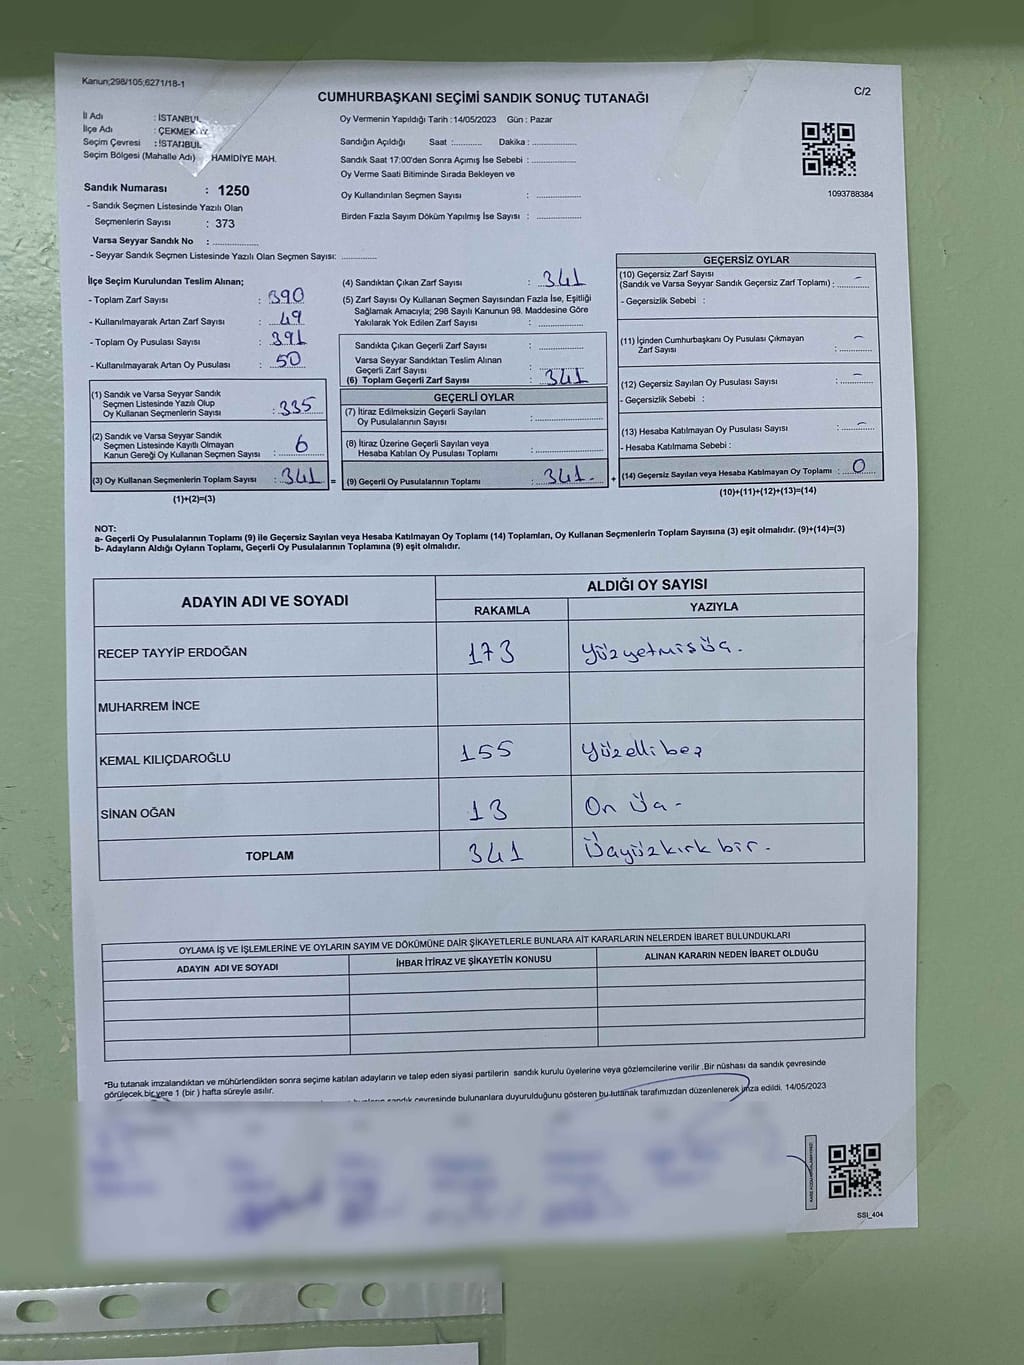 Kanun;298/105;6271/18-1
C/2
CUMHURBAŞKANI SEÇİMİ SANDIK SONUÇ TUTANAĞI
İl Adı : İSTANBUL
İlçe Adı : ÇEKMEKÖY
Seçim Çevresi : İSTANBUL
Seçim Bölgesi (Mahalle Adı) HAMİDİYE MAH.
Sandık Numarası : 1250
- Sandık Seçmen Listesinde Yazılı Olan
Seçmenlerin Sayısı : 373
Varsa Seyyar Sandık No : ..............
- Seyyar Sandık Seçmen Listesinde Yazılı Olan Seçmen Sayısı: ............
Oy Vermenin Yapıldığı Tarih : 14/05/2023 Gün : Pazar
Sandığın Açıldığı Saat :.......... Dakika : ..............
Sandık Saat 17:00'den Sonra Açımış İse Sebebi : ..............
Oy Verme Saati Bitiminde Sırada Bekleyen ve
Oy Kullandırılan Seçmen Sayısı : ..............
Birden Fazla Sayım Döküm Yapılmış İse Sayısı : ..............
1093788384
İlçe Seçim Kurulundan Teslim Alınan;
- Toplam Zarf Sayısı : 390
- Kullanılmayarak Artan Zarf Sayısı : 49
- Toplam Oy Pusulası Sayısı : 391
- Kullanılmayarak Artan Oy Pusulası : 50
(1) Sandık ve Varsa Seyyar Sandık
Seçmen Listesinde Yazılı Olup
Oy Kullanan Seçmenlerin Sayısı : 335
(2) Sandık ve Varsa Seyyar Sandık
Seçmen Listesinde Kayıtlı Olmayan
Kanun Gereği Oy Kullanan Seçmen Sayısı : 6
(3) Oy Kullanan Seçmenlerin Toplam Sayısı : 341 =
(1)+(2)=(3)
(4) Sandıktan Çıkan Zarf Sayısı : 341
(5) Zarf Sayısı Oy Kullanan Seçmen Sayısından Fazla İse, Eşitliği
Sağlamak Amacıyla; 298 Sayılı Kanunun 98. Maddesine Göre
Yakılarak Yok Edilen Zarf Sayısı : ..............
Sandıkta Çıkan Geçerli Zarf Sayısı : ..............
Varsa Seyyar Sandıktan Teslim Alınan
Geçerli Zarf Sayısı :
(6) Toplam Geçerli Zarf Sayısı : 341
GEÇERLİ OYLAR
(7) İtiraz Edilmeksizin Geçerli Sayılan
Oy Pusulalarının Sayısı : ..............
(8) İtiraz Üzerine Geçerli Sayılan veya
Hesaba Katılan Oy Pusulası Toplamı : ..............
(9) Geçerli Oy Pusulalarının Toplamı : 341.- +
GEÇERSİZ OYLAR
(10) Geçersiz Zarf Sayısı
(Sandık ve Varsa Seyyar Sandık Geçersiz Zarf Toplamı) : –
- Geçersizlik Sebebi :
(11) İçinden Cumhurbaşkanı Oy Pusulası Çıkmayan
Zarf Sayısı : –
(12) Geçersiz Sayılan Oy Pusulası Sayısı : –
- Geçersizlik Sebebi :
(13) Hesaba Katılmayan Oy Pusulası Sayısı : –
- Hesaba Katılmama Sebebi :
(14) Geçersiz Sayılan veya Hesaba Katılmayan Oy Toplamı : 0
(10)+(11)+(12)+(13)=(14)
NOT:
a- Geçerli Oy Pusulalarının Toplamı (9) ile Geçersiz Sayılan veya Hesaba Katılmayan Oy Toplamı (14) Toplamları, Oy Kullanan Seçmenlerin Toplam Sayısına (3) eşit olmalıdır. (9)+(14)=(3)
b- Adayların Aldığı Oyların Toplamı, Geçerli Oy Pusulalarının Toplamına (9) eşit olmalıdır.
ADAYIN ADI VE SOYADI
ALDIĞI OY SAYISI
RAKAMLA YAZIYLA
RECEP TAYYİP ERDOĞAN 173 Yüzyetmisüç.
MUHARREM İNCE
KEMAL KILIÇDAROĞLU 155 Yüzellibeş
SİNAN OĞAN 13 On üç -
TOPLAM 341 Üçyüzkırk bir.
OYLAMA İŞ VE İŞLEMLERİNE VE OYLARIN SAYIM VE DÖKÜMÜNE DAİR ŞİKAYETLERLE BUNLARA AİT KARARLARIN NELERDEN İBARET BULUNDUKLARI
ADAYIN ADI VE SOYADI İHBAR İTİRAZ VE ŞİKAYETİN KONUSU ALINAN KARARIN NEDEN İBARET OLDUĞU
*Bu tutanak imzalandıktan ve mühürlendikten sonra seçime katılan adayların ve talep eden siyasi partilerin sandık kurulu üyelerine veya gözlemcilerine verilir .Bir nüshası da sandık çevresinde
görülecek bir yere 1 (bir ) hafta süreyle asılır.
sandık çevresinde bulunanlara duyurulduğunu gösteren bu tutanak tarafımızdan düzenlenerek imza edildi. 14/05/2023
SSI_404